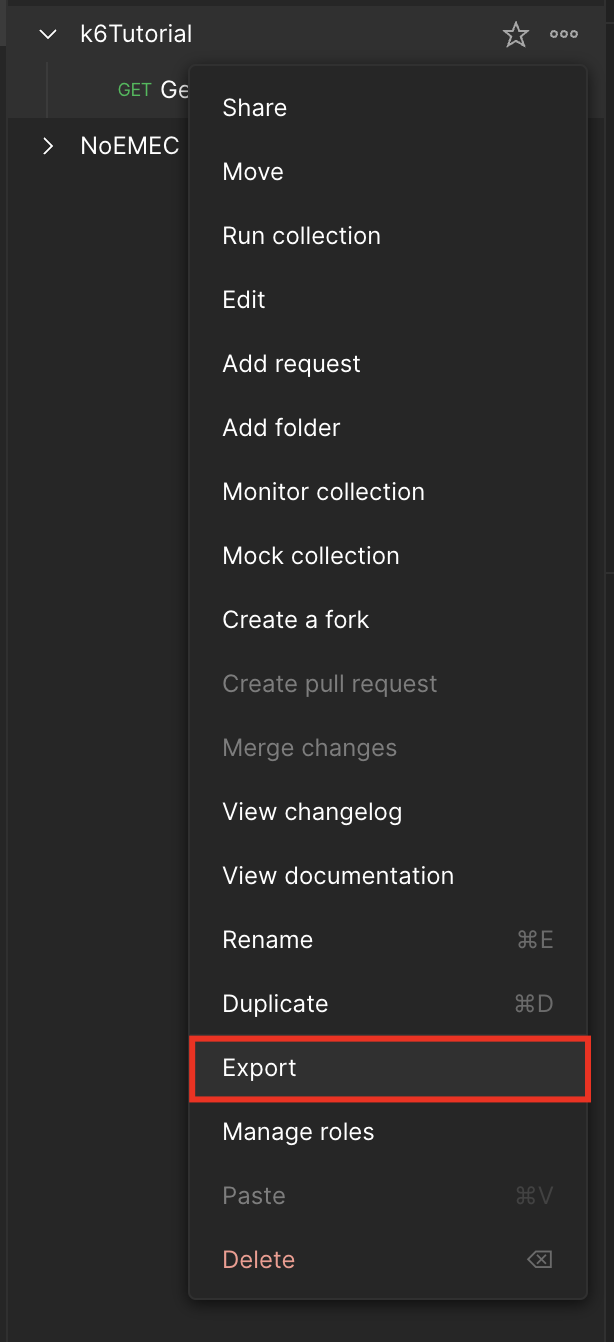 k6Tutorial
GET Ge
NoEMEC
Share
Move
Run collection
Edit
Add request
Add folder
Monitor collection
Mock collection
Create a fork
Create pull request
Merge changes
View changelog
View documentation
Rename ⌘E
Duplicate ⌘D
Export
Manage roles
Paste ⌘V
Delete ⌫